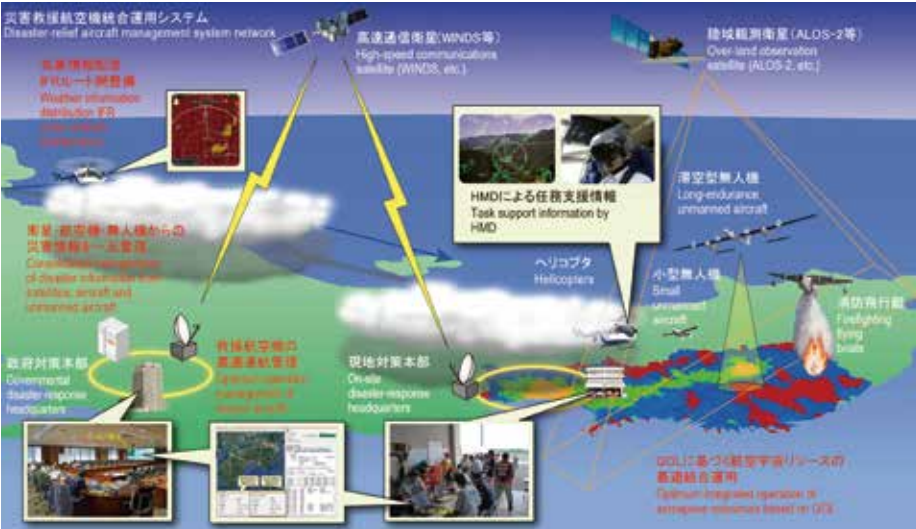 災害救援航空機統合運用システム
Disaster-relief aircraft management system network
高速通信衛星(WINDS等)
High-speed communications
satellite (WINDS, etc.)
陸域観測衛星(ALOS-2等)
Over-land observation
satellite (ALOS-2, etc.)
Weather information
distribution IFR
HMDによる任務支援情報
Task support information by
HMD
滞空型無人機
Long-endurance
unmanned aircraft
衛星・航空機・無人機からの
災害情報を一元管理
of disaster information from
satellites, aircraft and
unmanned aircraft
ヘリコプタ
Helicopters
小型無人機
Small
unmanned
aircraft
消防飛行艇
Firefighting
flying
boats
政府対策本部
Governmental
disaster response
headquarters
救援航空機の
最適運航管理
Optimum operation
management of
現地対策本部
On-site
disaster-response
headquarters
QOLに基づく航空宇宙リソースの
最適統合運用
Optimum integrated operation of
aerospace resources based on QOL